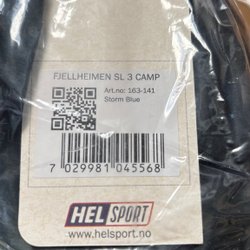 FJELLHEIMEN SL 3 CAMP
Art.no: 163-141
Storm Blue
7 029981 045568
HELSPORT
www.helsport.no